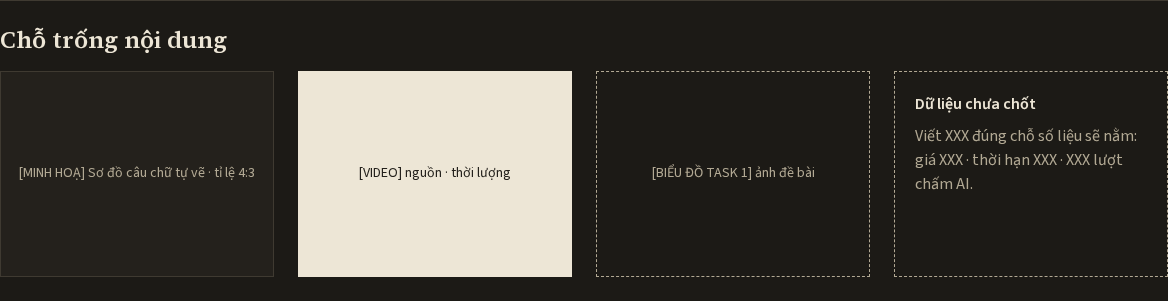 Chỗ trống nội dung
[MINH HOẠ] Sơ đồ câu chữ tự vẽ · tỉ lệ 4:3
[VIDEO] nguồn · thời lượng
[BIỂU ĐỒ TASK 1] ảnh đề bài
Dữ liệu chưa chốt
Viết XXX đúng chỗ số liệu sẽ nằm:
giá XXX · thời hạn XXX · XXX lượt
chấm AI.